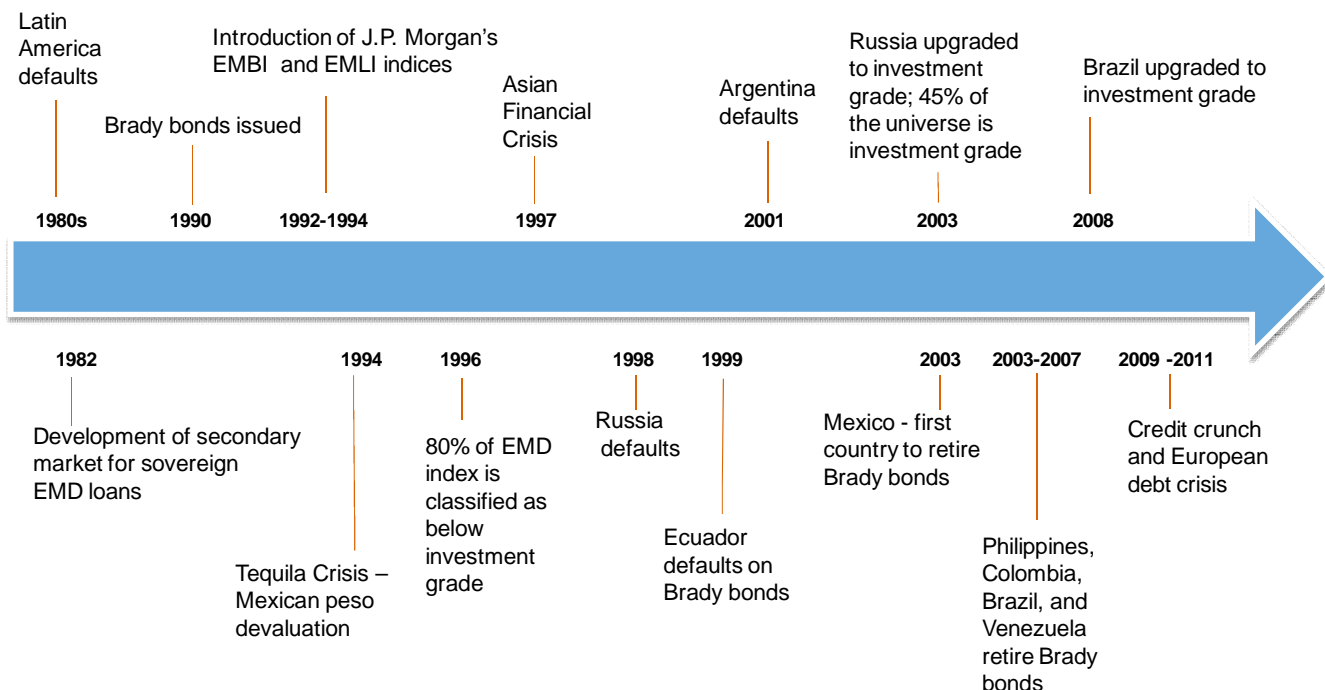 Latin
America
defaults
1980s
Brady bonds issued
1990
Introduction of J.P. Morgan's
EMBI and EMLI indices
1992-1994
Asian
Financial
Crisis
1997
Argentina
defaults
2001
Russia upgraded
to investment
grade; 45% of
the universe is
investment grade
2003
Brazil upgraded to
investment grade
2008
1982
Development of secondary
market for sovereign
EMD loans
1994
Tequila Crisis –
Mexican peso
devaluation
1996
80% of EMD
index is
classified as
below
investment
grade
1998
Russia
defaults
1999
Ecuador
defaults on
Brady bonds
2003
Mexico - first
country to retire
Brady bonds
2003-2007
Philippines,
Colombia,
Brazil, and
Venezuela
retire Brady
bonds
2009 -2011
Credit crunch
and European
debt crisis